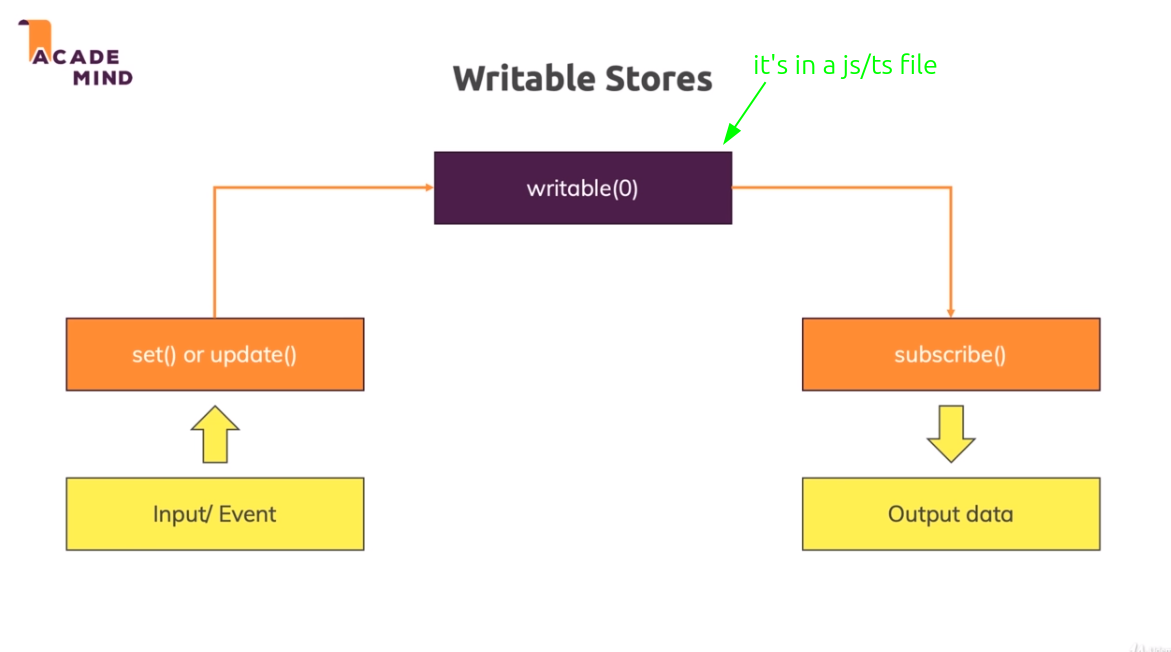 ACADE
MIND
Writable Stores
it's in a js/ts file
writable(0)
set() or update()
subscribe()
Input/ Event
Output data